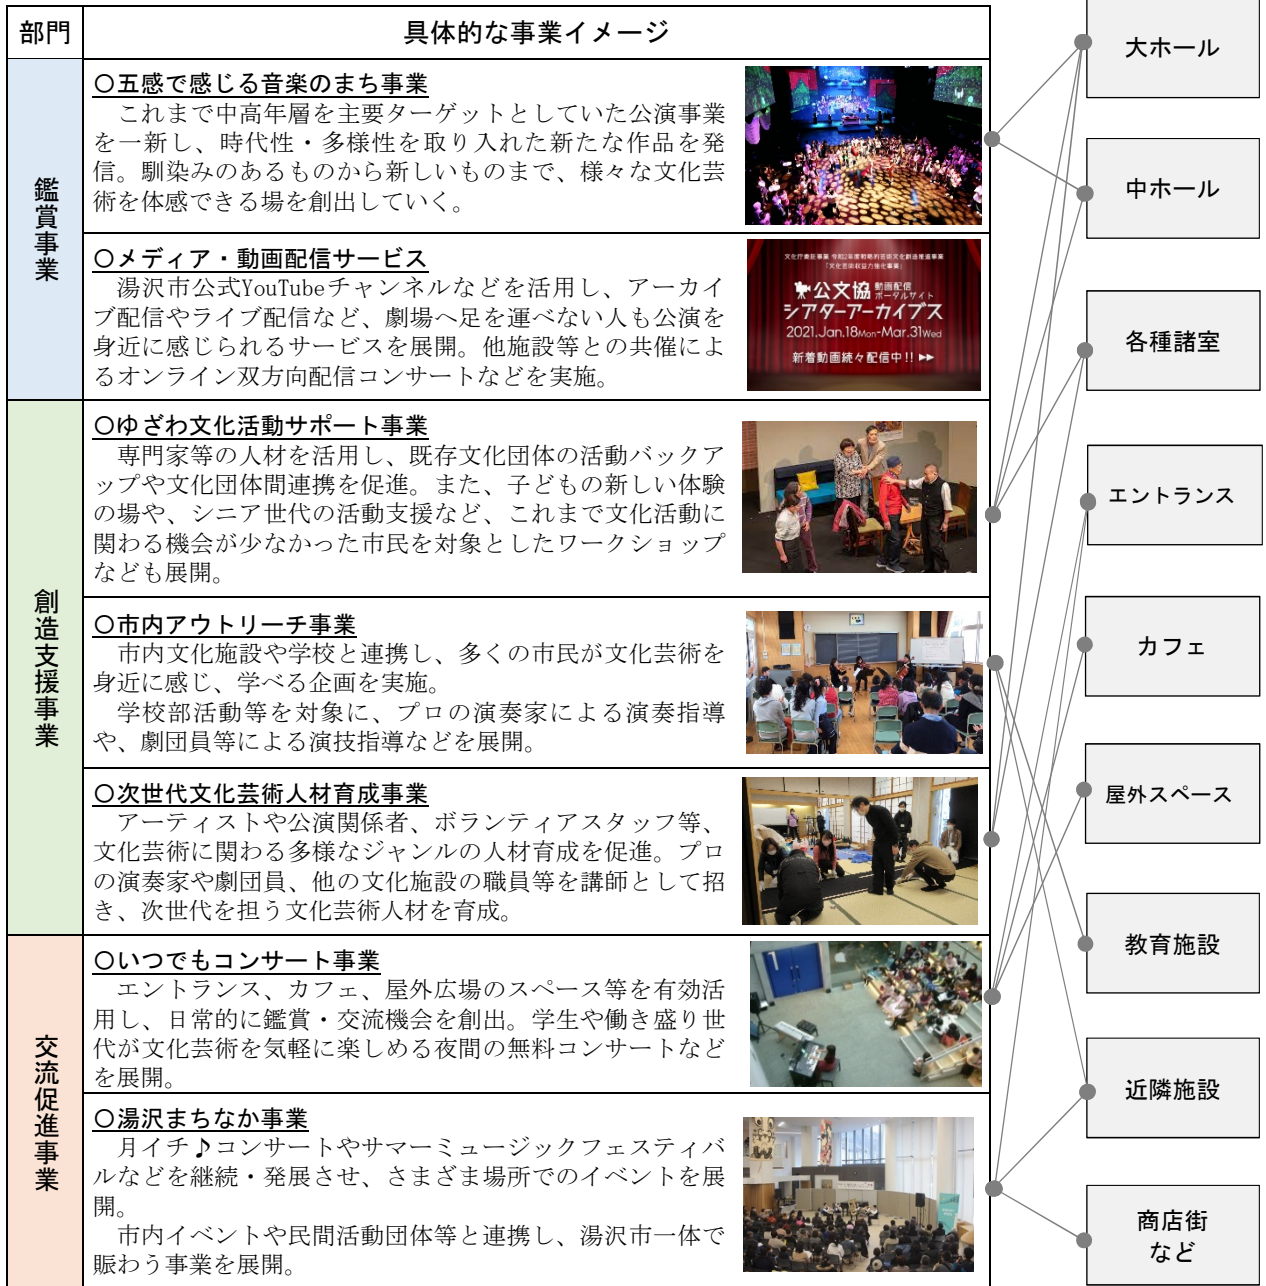 部門
具体的な事業イメージ
鑑賞事業
〇五感で感じる音楽のまち事業
これまで中高年層を主要ターゲットとしていた公演事業
を一新し、時代性・多様性を取り入れた新たな作品を発
信。馴染みのあるものから新しいものまで、様々な文化芸
術を体感できる場を創出していく。
〇メディア・動画配信サービス
湯沢市公式YouTubeチャンネルなどを活用し、アーカイ
ブ配信やライブ配信など、劇場へ足を運べない人も公演を
身近に感じられるサービスを展開。他施設等との共催によ
るオンライン双方向配信コンサートなどを実施。
文化庁委託事業 令和2年度戦略的芸術文化創造推進事業
「文化芸術収益力強化事業」
公文協 動画配信
ポータルサイト
シアターアーカイブス
2021.Jan.18Mon-Mar.31Wed
新着動画続々配信中!! ▶▶
創造支援事業
〇ゆざわ文化活動サポート事業
専門家等の人材を活用し、既存文化団体の活動バックア
ップや文化団体間連携を促進。また、子どもの新しい体験
の場や、シニア世代の活動支援など、これまで文化活動に
関わる機会が少なかった市民を対象としたワークショップ
なども展開。
〇市内アウトリーチ事業
市内文化施設や学校と連携し、多くの市民が文化芸術を
身近に感じ、学べる企画を実施。
学校部活動等を対象に、プロの演奏家による演奏指導
や、劇団員等による演技指導などを展開。
〇次世代文化芸術人材育成事業
アーティストや公演関係者、ボランティアスタッフ等、
文化芸術に関わる多様なジャンルの人材育成を促進。プロ
の演奏家や劇団員、他の文化施設の職員等を講師として招
き、次世代を担う文化芸術人材を育成。
交流促進事業
〇いつでもコンサート事業
エントランス、カフェ、屋外広場のスペース等を有効活
用し、日常的に鑑賞・交流機会を創出。学生や働き盛り世
代が文化芸術を気軽に楽しめる夜間の無料コンサートなど
を展開。
〇湯沢まちなか事業
月イチ♪コンサートやサマーミュージックフェスティバ
ルなどを継続・発展させ、さまざま場所でのイベントを展
開。
市内イベントや民間活動団体等と連携し、湯沢市一体で
賑わう事業を展開。
大ホール
中ホール
各種諸室
エントランス
カフェ
屋外スペース
教育施設
近隣施設
商店街
など